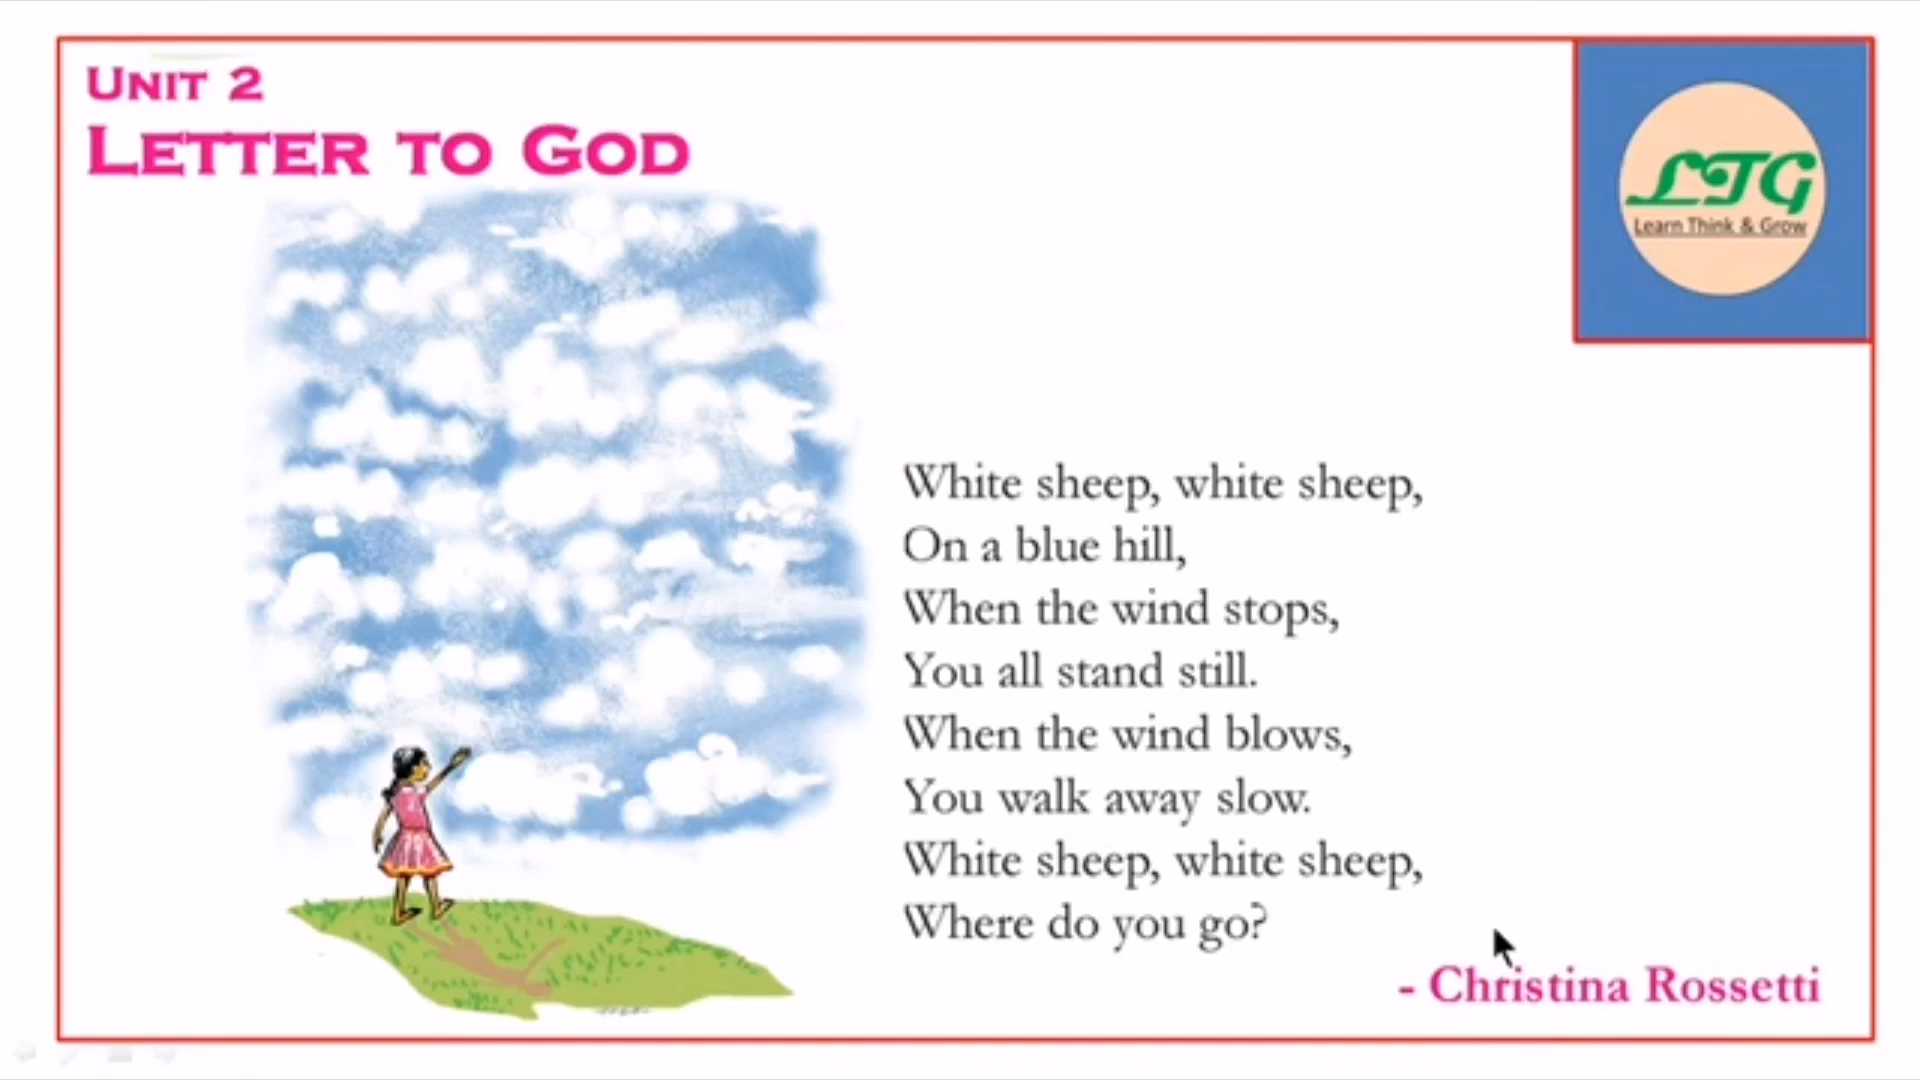 UNIT 2
LETTER TO GOD
LTG
Learn Think & Grow
White sheep, white sheep,
On a blue hill,
When the wind stops,
You all stand still.
When the wind blows,
You walk away slow.
White sheep, white sheep,
Where do you go?
- Christina Rossetti